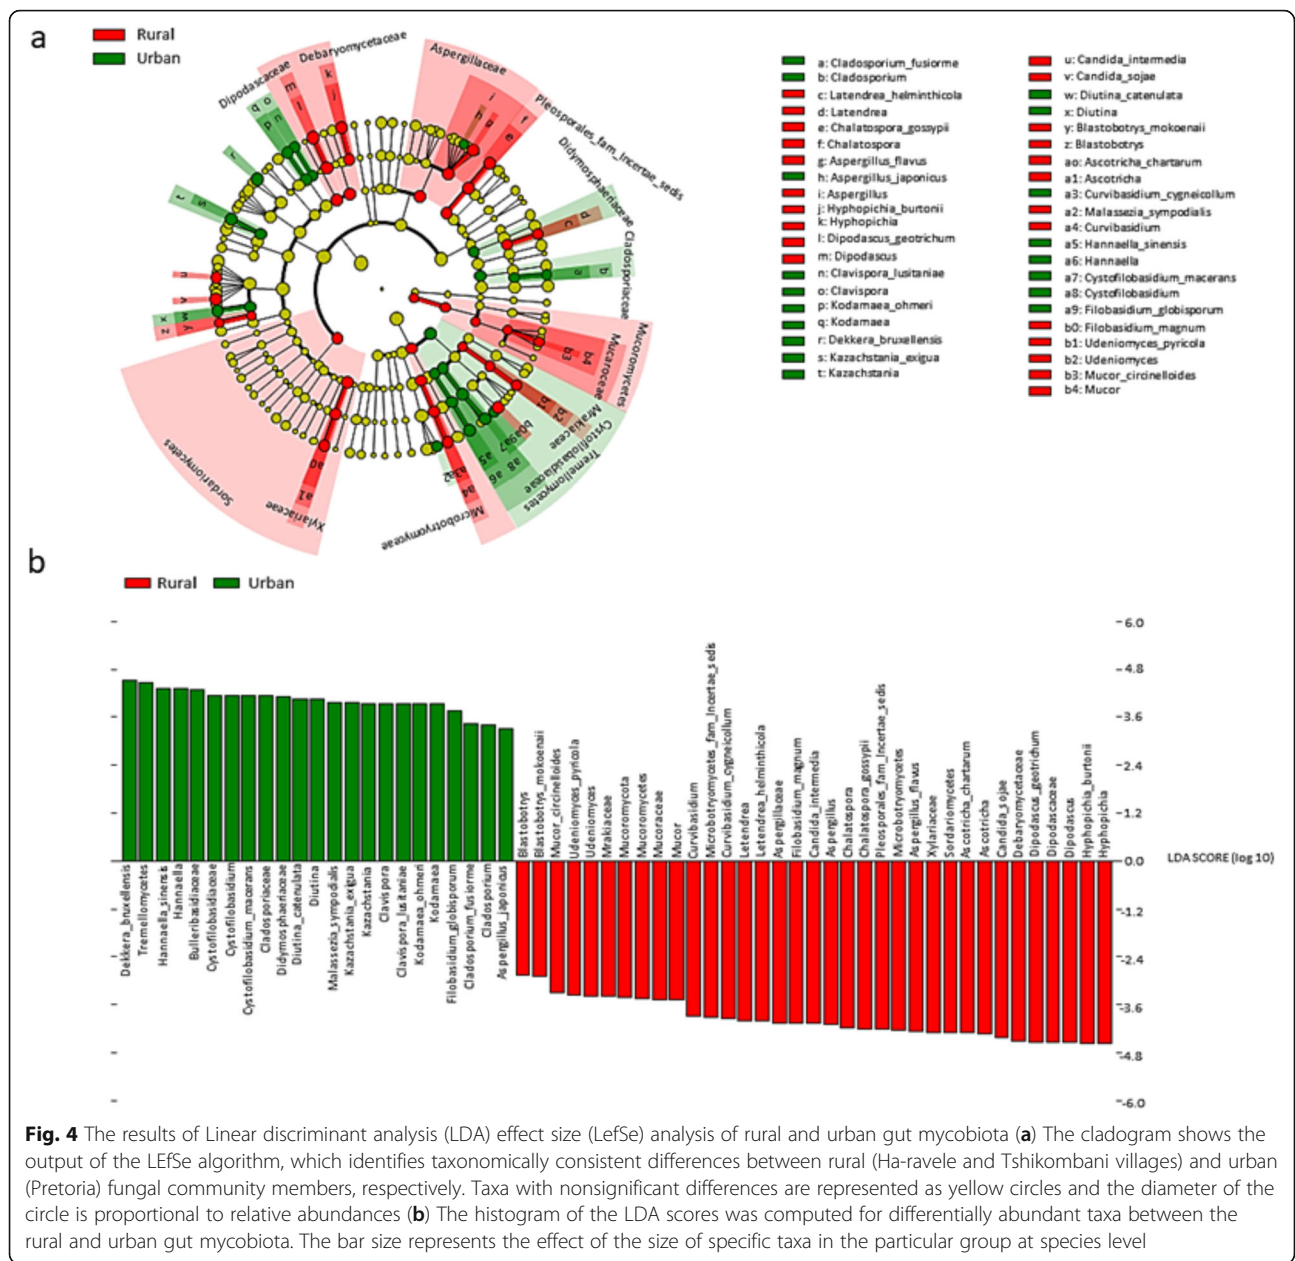 a
Rural
Urban
Debaryomycetaceae
Dipodascaceae
Aspergillaceae
Pleosporales_fam_Incertae_sedis
Didymosphaeriaceae
Cladosporiaceae
Mucoromycetes
Mucoraceae
Mrakiaceae
Cystofilobasidiaceae
Tremellomycetes
Microbotryomyceae
Xylariaceae
Sordariomycetes
a: Cladosporium_fusiorme
b: Cladosporium
c: Latendrea_helminthicola
d: Latendrea
e: Chalatospora_gossypii
f: Chalatospora
g: Aspergillus_flavus
h: Aspergillus_japonicus
i: Aspergillus
j: Hyphopichia_burtonii
k: Hyphopichia
l: Dipodascus_geotrichum
m: Dipodascus
n: Clavispora_lusitaniae
o: Clavispora
p: Kodamaea_ohmeri
q: Kodamaea
r: Dekkera_bruxellensis
s: Kazachstania_exigua
t: Kazachstania
u: Candida_intermedia
v: Candida_sojae
w: Diutina_catenulata
x: Diutina
y: Blastobotrys_mokoenaii
z: Blastobotrys
ao: Ascotricha_chartarum
a1: Ascotricha
a3: Curvibasidium_cygneicollum
a2: Malassezia_sympodialis
a4: Curvibasidium
a5: Hannaella_sinensis
a6: Hannaella
a7: Cystofilobasidium_macerans
a8: Cystofilobasidium
a9: Filobasidium_globisporum
b0: Filobasidium_magnum
b1: Udeniomyces_pyricola
b2: Udeniomyces
b3: Mucor_circinelloides
b4: Mucor
b
Rural
Urban
6.0
4.8
3.6
2.4
1.2
0.0
-1.2
-2.4
-3.6
-4.8
-6.0
LDA SCORE (log 10)
Dekkera_bruxellensis
Tremellomycetes
Hannaella_sinensis
Hannaella
Bulleribasidiaceae
Cystofilobasidiaceae
Cystofilobasidium
Cystofilobasidium_macerans
Cladosporiaceae
Didymosphaeriaceae
Diutina_catenulata
Diutina
Malassezia_sympodialis
Kazachstania_exigua
Kazachstania
Clavispora
Clavispora_lusitaniae
Kodamaea_ohmeri
Kodamaea
Filobasidium_globisporum
Cladosporium_fusiorme
Cladosporium
Aspergillus_japonicus
Blastobotrys
Blastobotrys_mokoenaii
Mucor_circinelloides
Udeniomyces_pyricola
Udeniomyces
Mrakiaceae
Mucoromycota
Mucoromycetes
Mucoraceae
Mucor
Curvibasidium
Microbotryomycetes_fam_Incertae_sedis
Curvibasidium_cygneicollum
Letendrea
Letendrea_helminthicola
Aspergillaceae
Filobasidium_magnum
Candida_intermedia
Aspergillus
Chalatospora
Chalatospora_gossypii
Pleosporales_fam_Incertae_sedis
Microbotryomycetes
Aspergillus_flavus
Xylariaceae
Sordariomycetes
Ascotricha_chartarum
Ascotricha
Candida_sojae
Debaryomycetaceae
Dipodascus_geotrichum
Dipodascaceae
Dipodascus
Hyphopichia_burtonii
Hyphopichia
Fig. 4 The results of Linear discriminant analysis (LDA) effect size (LefSe) analysis of rural and urban gut mycobiota (a) The cladogram shows the
output of the LEfSe algorithm, which identifies taxonomically consistent differences between rural (Ha-ravele and Tshikombani villages) and urban
(Pretoria) fungal community members, respectively. Taxa with nonsignificant differences are represented as yellow circles and the diameter of the
circle is proportional to relative abundances (b) The histogram of the LDA scores was computed for differentially abundant taxa between the
rural and urban gut mycobiota. The bar size represents the effect of the size of specific taxa in the particular group at species level